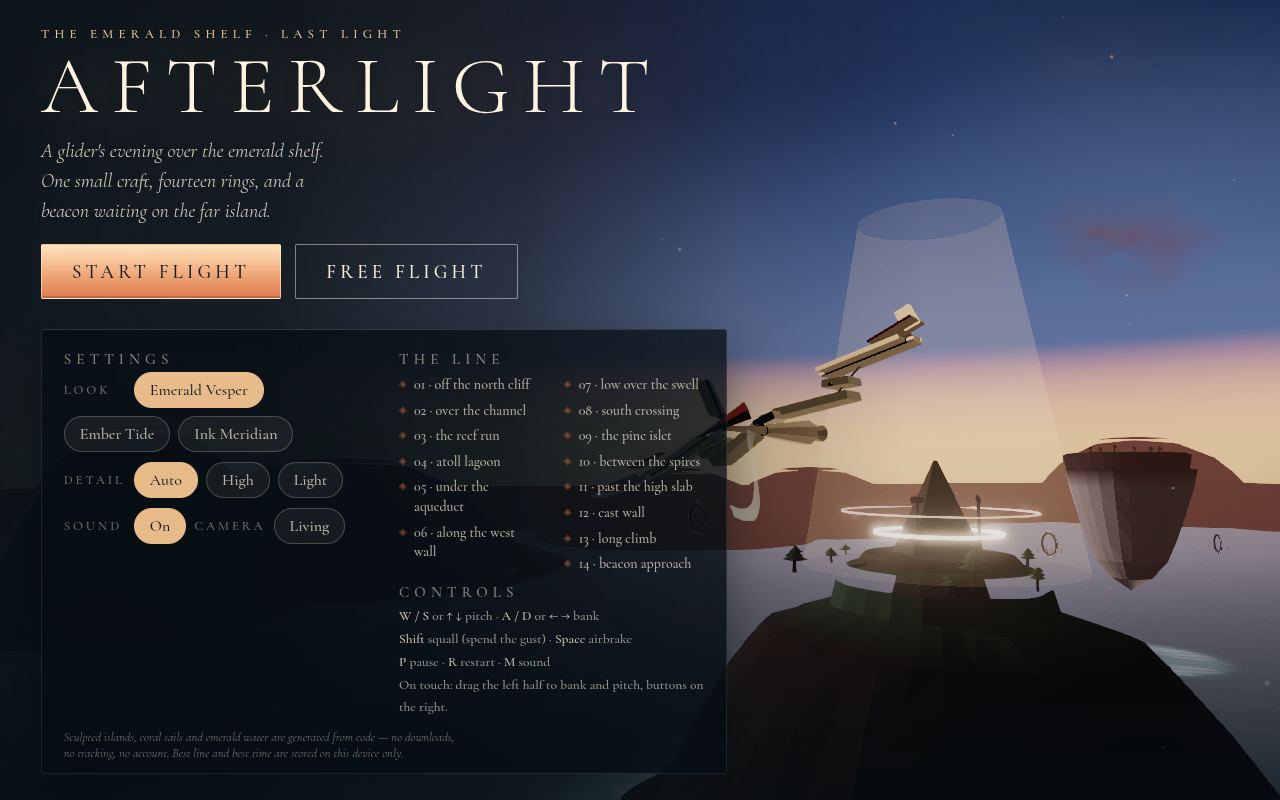 THE EMERALD SHELF · LAST LIGHT
AFTERLIGHT
A glider's evening over the emerald shelf.
One small craft, fourteen rings, and a
beacon waiting on the far island.
START FLIGHT
FREE FLIGHT
SETTINGS
LOOK Emerald Vesper
Ember Tide Ink Meridian
DETAIL Auto High Light
SOUND On CAMERA Living
THE LINE
01 · off the north cliff
02 · over the channel
03 · the reef run
04 · atoll lagoon
05 · under the
aqueduct
06 · along the west
wall
07 · low over the swell
08 · south crossing
09 · the pine islet
10 · between the spires
11 · past the high slab
12 · cast wall
13 · long climb
14 · beacon approach
CONTROLS
W / S or ↑ ↓ pitch · A / D or ← → bank
Shift squall (spend the gust) · Space airbrake
P pause · R restart · M sound
On touch: drag the left half to bank and pitch, buttons on
the right.
Sculpted islands, coral sails and emerald water are generated from code — no downloads,
no tracking, no account. Best line and best time are stored on this device only.